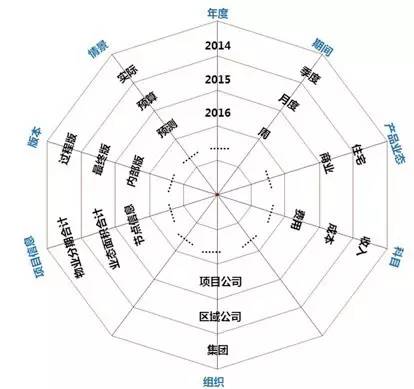 年度
2014
2015
2016
......
期间
季度
月度
周
......
产品业态
住宅
商业
......
科目
收入
成本
费用
......
组织
集团
区域公司
项目公司
......
项目信息
物业分期合计
业态面积合计
节点信息
......
版本
过程版
最终版
内部版
......
情景
实际
预算
预测
......